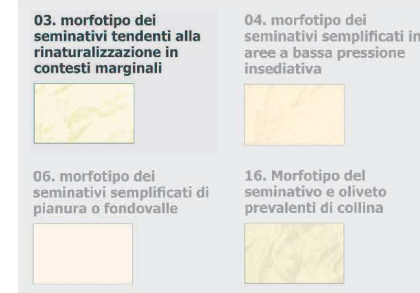 03. morfotipo dei
seminativi tendenti alla
rinaturalizzazione in
contesti marginali
04. morfotipo dei
seminativi semplificati in
aree a bassa pressione
insediativa
06. morfotipo dei
seminativi semplificati di
pianura o fondovalle
16. Morfotipo del
seminativo e oliveto
prevalenti di collina